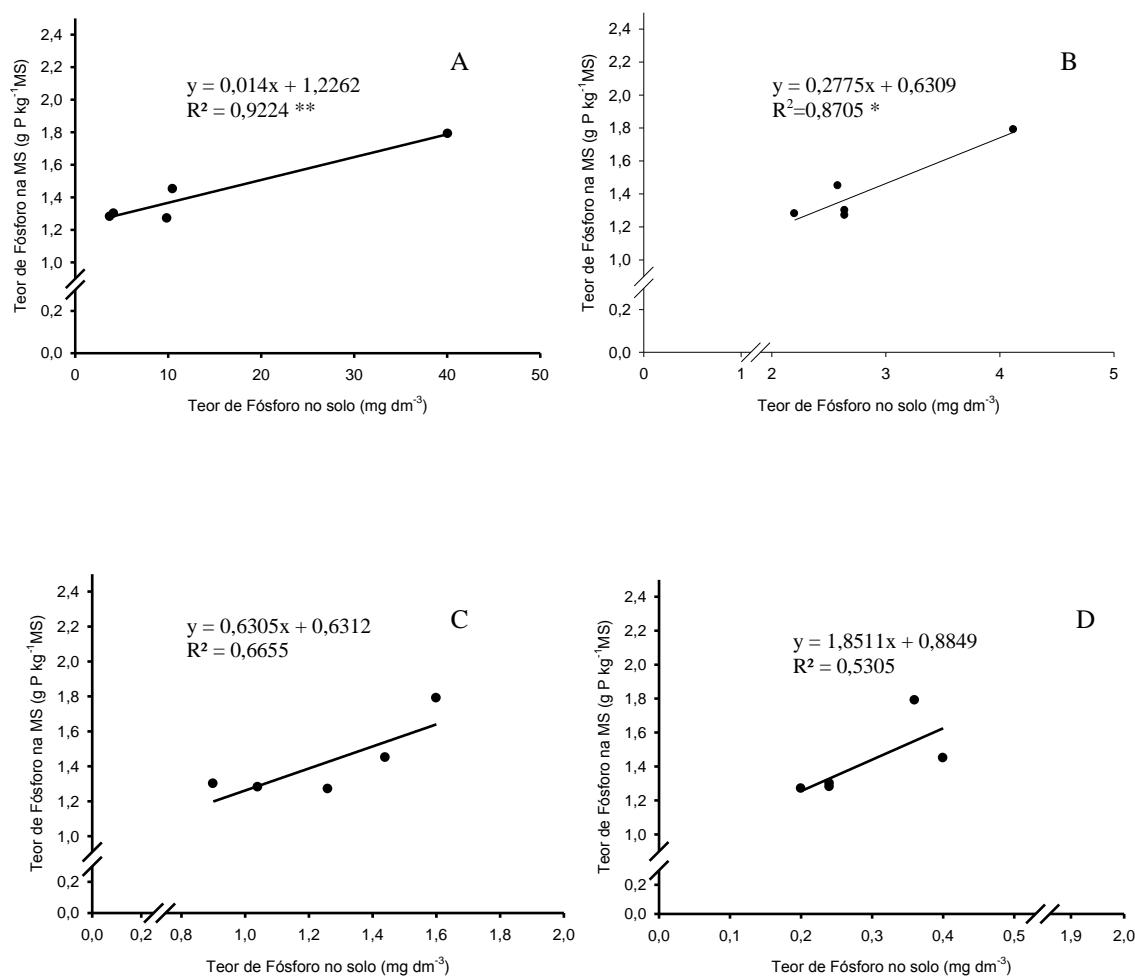 A
y = 0,014x + 1,2262
R² = 0,9224 **
Teor de Fósforo na MS (g P kg⁻¹MS)
2,4
2,2
2,0
1,8
1,6
1,4
1,2
1,0
0,2
0,0
0 10 20 30 40 50
Teor de Fósforo no solo (mg dm⁻³)
B
y = 0,2775x + 0,6309
R²=0,8705 *
Teor de Fósforo na MS (g P kg⁻¹MS)
2,4
2,2
2,0
1,8
1,6
1,4
1,2
1,0
0,2
0,0
0 1 2 3 4 5
Teor de Fósforo no solo (mg dm⁻³)
C
y = 0,6305x + 0,6312
R² = 0,6655
Teor de Fósforo na MS (g P kg⁻¹MS)
2,4
2,2
2,0
1,8
1,6
1,4
1,2
1,0
0,2
0,0
0,0 0,2 0,8 1,0 1,2 1,4 1,6 1,8 2,0
Teor de Fósforo no solo (mg dm⁻³)
D
y = 1,8511x + 0,8849
R² = 0,5305
Teor de Fósforo na MS (g P kg⁻¹MS)
2,4
2,2
2,0
1,8
1,6
1,4
1,2
1,0
0,2
0,0
0,0 0,1 0,2 0,3 0,4 0,5 1,9 2,0
Teor de Fósforo no solo (mg dm⁻³)